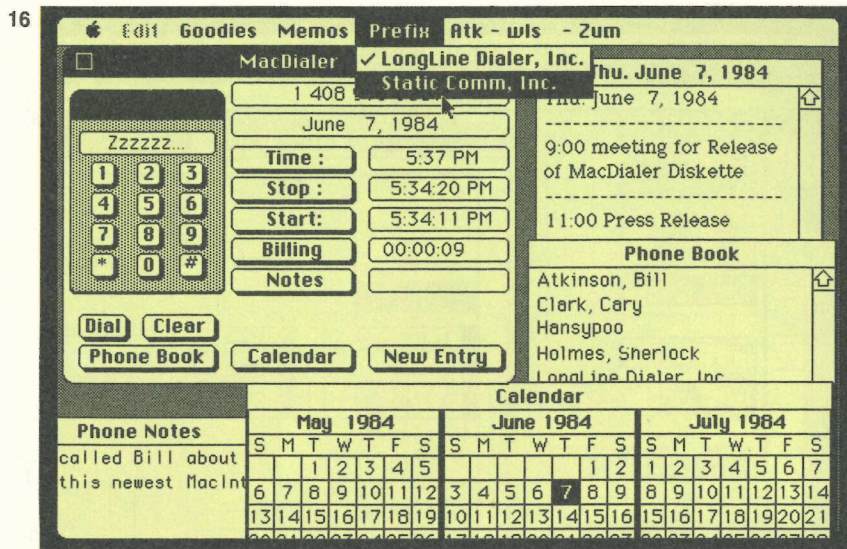 16
Edit Goodies Memos Prefix Atk - wls - Zum
MacDialer
✓ LongLine Dialer, Inc.
Static Comm, Inc.
1 408
June 7, 1984
Zzzzzz...
1 2 3
4 5 6
7 8 9
* 0 #
Time : 5:37 PM
Stop : 5:34:20 PM
Start: 5:34:11 PM
Billing 00:00:09
Notes
Dial Clear
Phone Book Calendar New Entry
Thu. June 7, 1984
Thu. June 7, 1984
9:00 meeting for Release
of MacDialer Diskette
11:00 Press Release
Phone Book
Atkinson, Bill
Clark, Cary
Hansypoo
Holmes, Sherlock
LongLine Dialer, Inc
Phone Notes
called Bill about
this newest MacInt
Calendar
May 1984
S M T W T F S
1 2 3 4 5
6 7 8 9 10 11 12
13 14 15 16 17 18 19
June 1984
S M T W T F S
1 2
3 4 5 6 7 8 9
10 11 12 13 14 15 16
July 1984
S M T W T F S
1 2 3 4 5 6 7
8 9 10 11 12 13 14
15 16 17 18 19 20 21